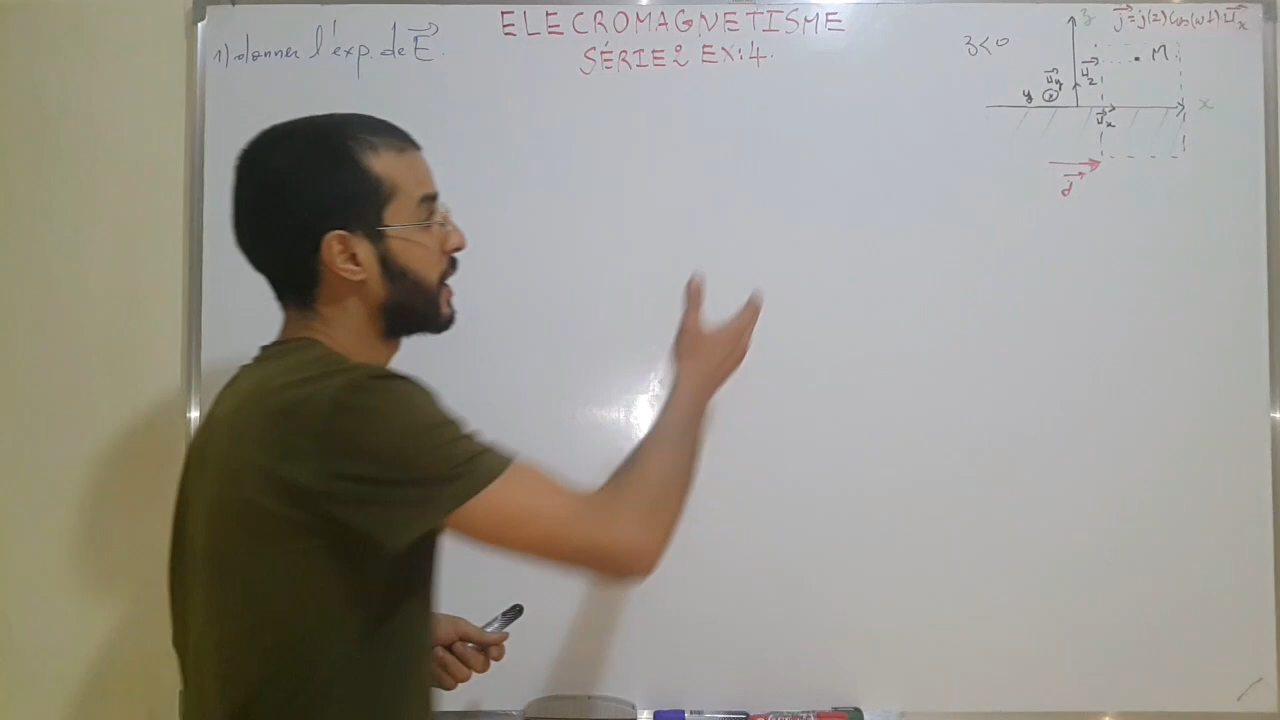 ELECROMAGNETISME
SÉRIE2 EX:4.
1) donner l'exp. de E⃗.
z<0
z
j⃗=j(z)cos(ωt)u⃗x
M
u⃗y
u⃗z
y
x
u⃗x
j⃗